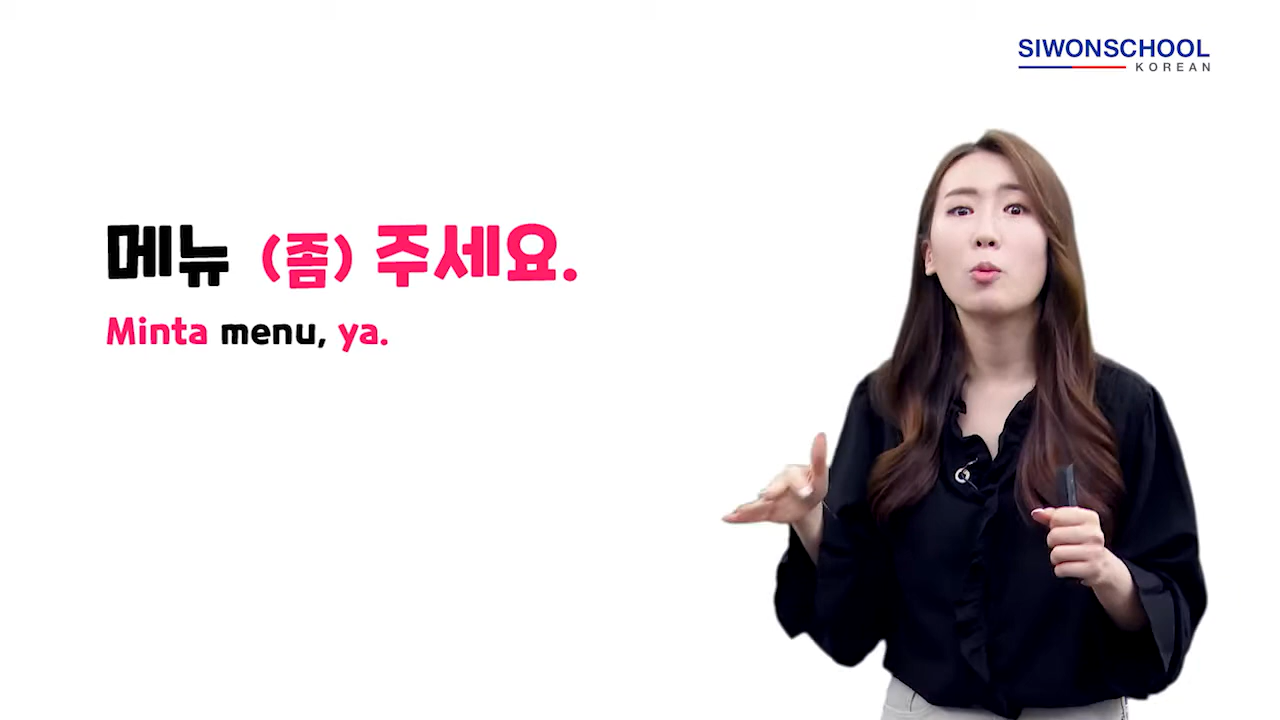 SIWONSCHOOL
KOREAN
메뉴 (좀) 주세요.
Minta menu, ya.